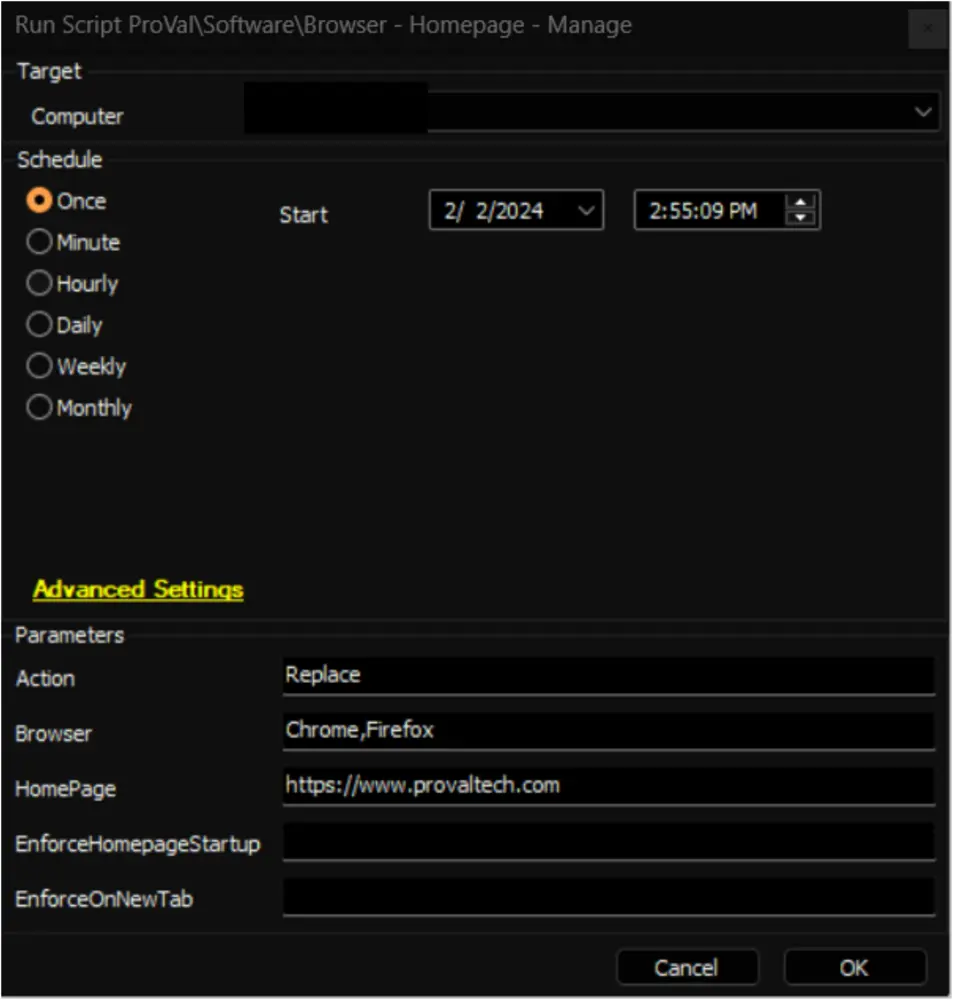 Run Script ProVal\Software\Browser - Homepage - Manage
Target
Computer
Schedule
Once
Start
2/ 2/2024
2:55:09 PM
Minute
Hourly
Daily
Weekly
Monthly
Advanced Settings
Parameters
Action
Replace
Browser
Chrome,Firefox
HomePage
https://www.provaltech.com
EnforceHomepageStartup
EnforceOnNewTab
Cancel
OK